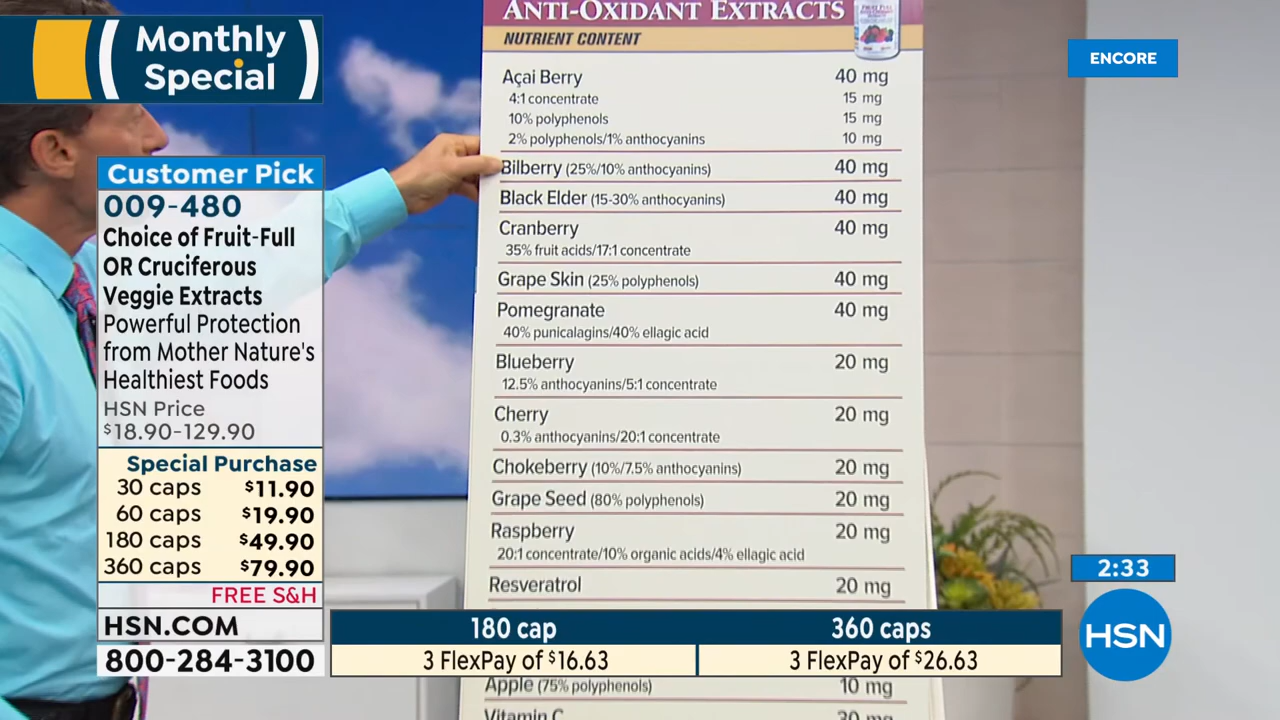 Monthly
Special
Customer Pick
009-480
Choice of Fruit-Full
OR Cruciferous
Veggie Extracts
Powerful Protection
from Mother Nature's
Healthiest Foods
HSN Price
$18.90-129.90
Special Purchase
30 caps $11.90
60 caps $19.90
180 caps $49.90
360 caps $79.90
FREE S&H
HSN.COM
800-284-3100
ANTI-OXIDANT EXTRACTS
NUTRIENT CONTENT
Açai Berry 40 mg
4:1 concentrate 15 mg
10% polyphenols 15 mg
2% polyphenols/1% anthocyanins 10 mg
Bilberry (25%/10% anthocyanins) 40 mg
Black Elder (15-30% anthocyanins) 40 mg
Cranberry 40 mg
35% fruit acids/17:1 concentrate
Grape Skin (25% polyphenols) 40 mg
Pomegranate 40 mg
40% punicalagins/40% ellagic acid
Blueberry 20 mg
12.5% anthocyanins/5:1 concentrate
Cherry 20 mg
0.3% anthocyanins/20:1 concentrate
Chokeberry (10%/7.5% anthocyanins) 20 mg
Grape Seed (80% polyphenols) 20 mg
Raspberry 20 mg
20:1 concentrate/10% organic acids/4% ellagic acid
Resveratrol 20 mg
180 cap 360 caps
3 FlexPay of $16.63 3 FlexPay of $26.63
Apple (75% polyphenols) 10 mg
Vitamin C 30 mg
ENCORE
2:33
HSN